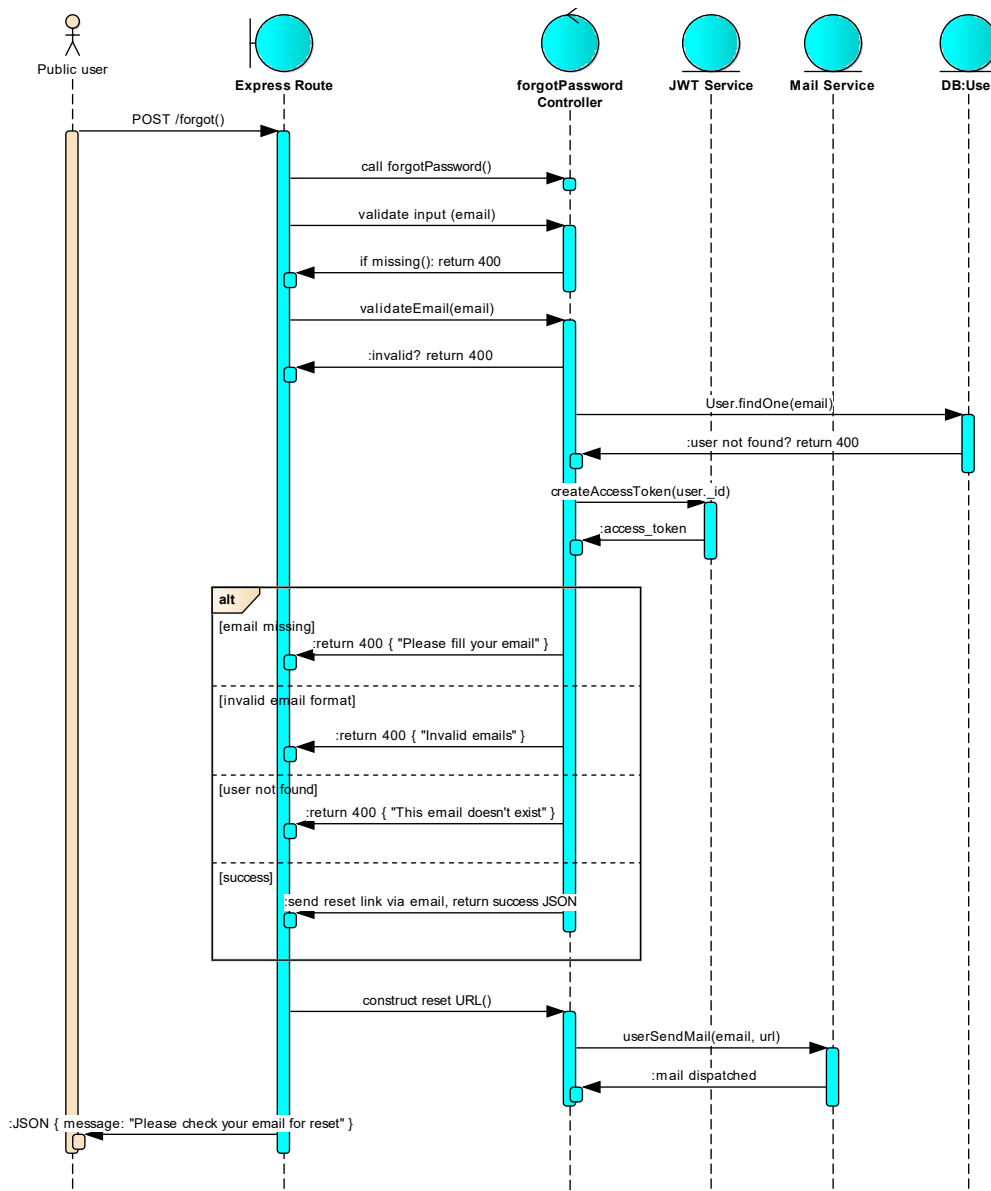 Public user
Express Route
forgotPassword
Controller
JWT Service
Mail Service
DB:Use
POST /forgot()
call forgotPassword()
validate input (email)
if missing(): return 400
validateEmail(email)
:invalid? return 400
User.findOne(email)
:user not found? return 400
createAccessToken(user._id)
:access_token
alt
[email missing]
:return 400 { "Please fill your email" }
[invalid email format]
:return 400 { "Invalid emails" }
[user not found]
:return 400 { "This email doesn't exist" }
[success]
:send reset link via email, return success JSON
construct reset URL()
userSendMail(email, url)
:mail dispatched
:JSON { message: "Please check your email for reset" }